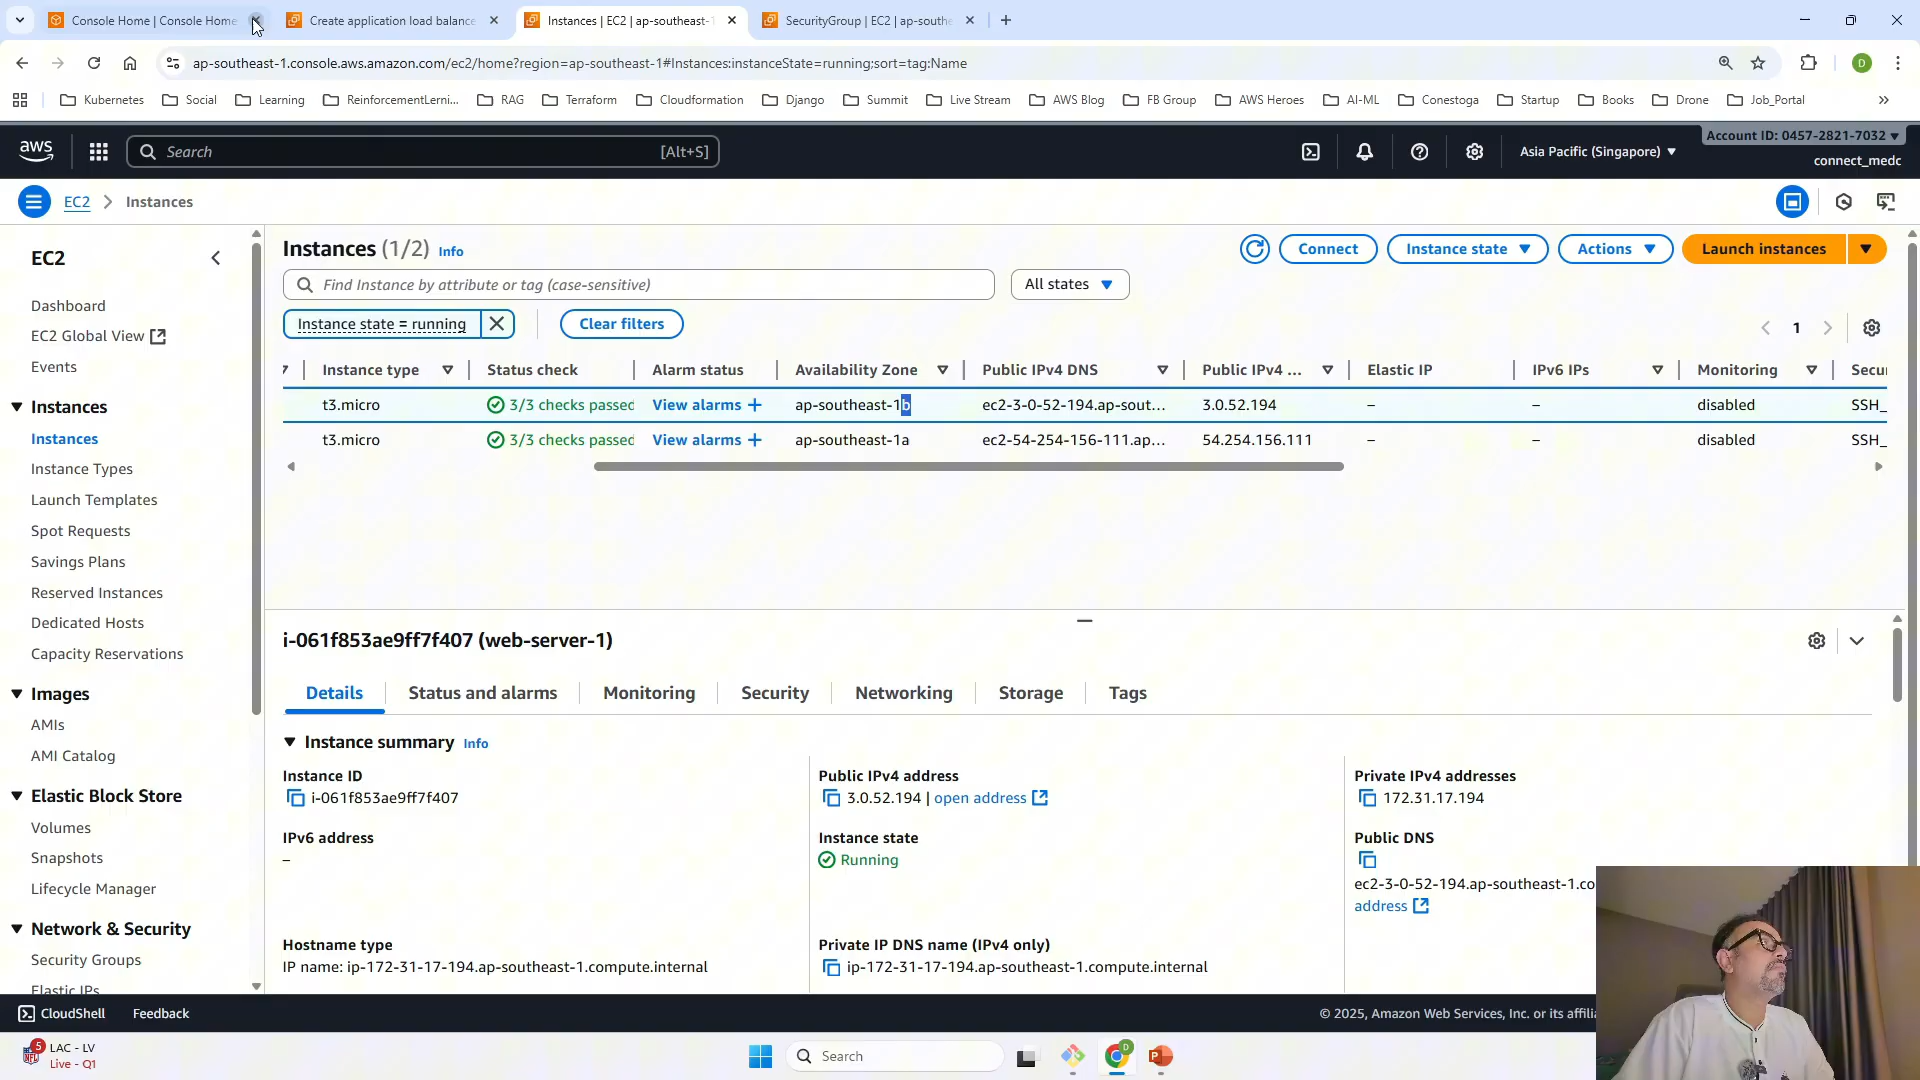 Console Home | Console Home
Create application load balance
Instances | EC2 | ap-southeast-1
SecurityGroup | EC2 | ap-southe
ap-southeast-1.console.aws.amazon.com/ec2/home?region=ap-southeast-1#Instances:instanceState=running;sort=tag:Name
D
Kubernetes
Social
Learning
ReinforcementLerni...
RAG
Terraform
Cloudformation
Django
Summit
Live Stream
AWS Blog
FB Group
AWS Heroes
AI-ML
Conestoga
Startup
Books
Drone
Job_Portal
aws
Search
[Alt+S]
Asia Pacific (Singapore)
Account ID: 0457-2821-7032
connect_medc
EC2
Instances
EC2
Dashboard
EC2 Global View
Events
Instances
Instances
Instance Types
Launch Templates
Spot Requests
Savings Plans
Reserved Instances
Dedicated Hosts
Capacity Reservations
Images
AMIs
AMI Catalog
Elastic Block Store
Volumes
Snapshots
Lifecycle Manager
Network & Security
Security Groups
Elastic IPs
Instances (1/2) Info
Connect
Instance state
Actions
Launch instances
Find Instance by attribute or tag (case-sensitive)
All states
Instance state = running
Clear filters
1
Instance type
Status check
Alarm status
Availability Zone
Public IPv4 DNS
Public IPv4 ...
Elastic IP
IPv6 IPs
Monitoring
Secu
t3.micro
3/3 checks passed
View alarms +
ap-southeast-1b
ec2-3-0-52-194.ap-sout...
3.0.52.194
–
–
disabled
SSH_
t3.micro
3/3 checks passed
View alarms +
ap-southeast-1a
ec2-54-254-156-111.ap...
54.254.156.111
–
–
disabled
SSH_
i-061f853ae9ff7f407 (web-server-1)
Details
Status and alarms
Monitoring
Security
Networking
Storage
Tags
Instance summary Info
Instance ID
i-061f853ae9ff7f407
Public IPv4 address
3.0.52.194 | open address
Private IPv4 addresses
172.31.17.194
IPv6 address
–
Instance state
Running
Public DNS
ec2-3-0-52-194.ap-southeast-1.co
address
Hostname type
IP name: ip-172-31-17-194.ap-southeast-1.compute.internal
Private IP DNS name (IPv4 only)
ip-172-31-17-194.ap-southeast-1.compute.internal
CloudShell
Feedback
© 2025, Amazon Web Services, Inc. or its affilia
5
LAC - LV
Live - Q1
Search
D